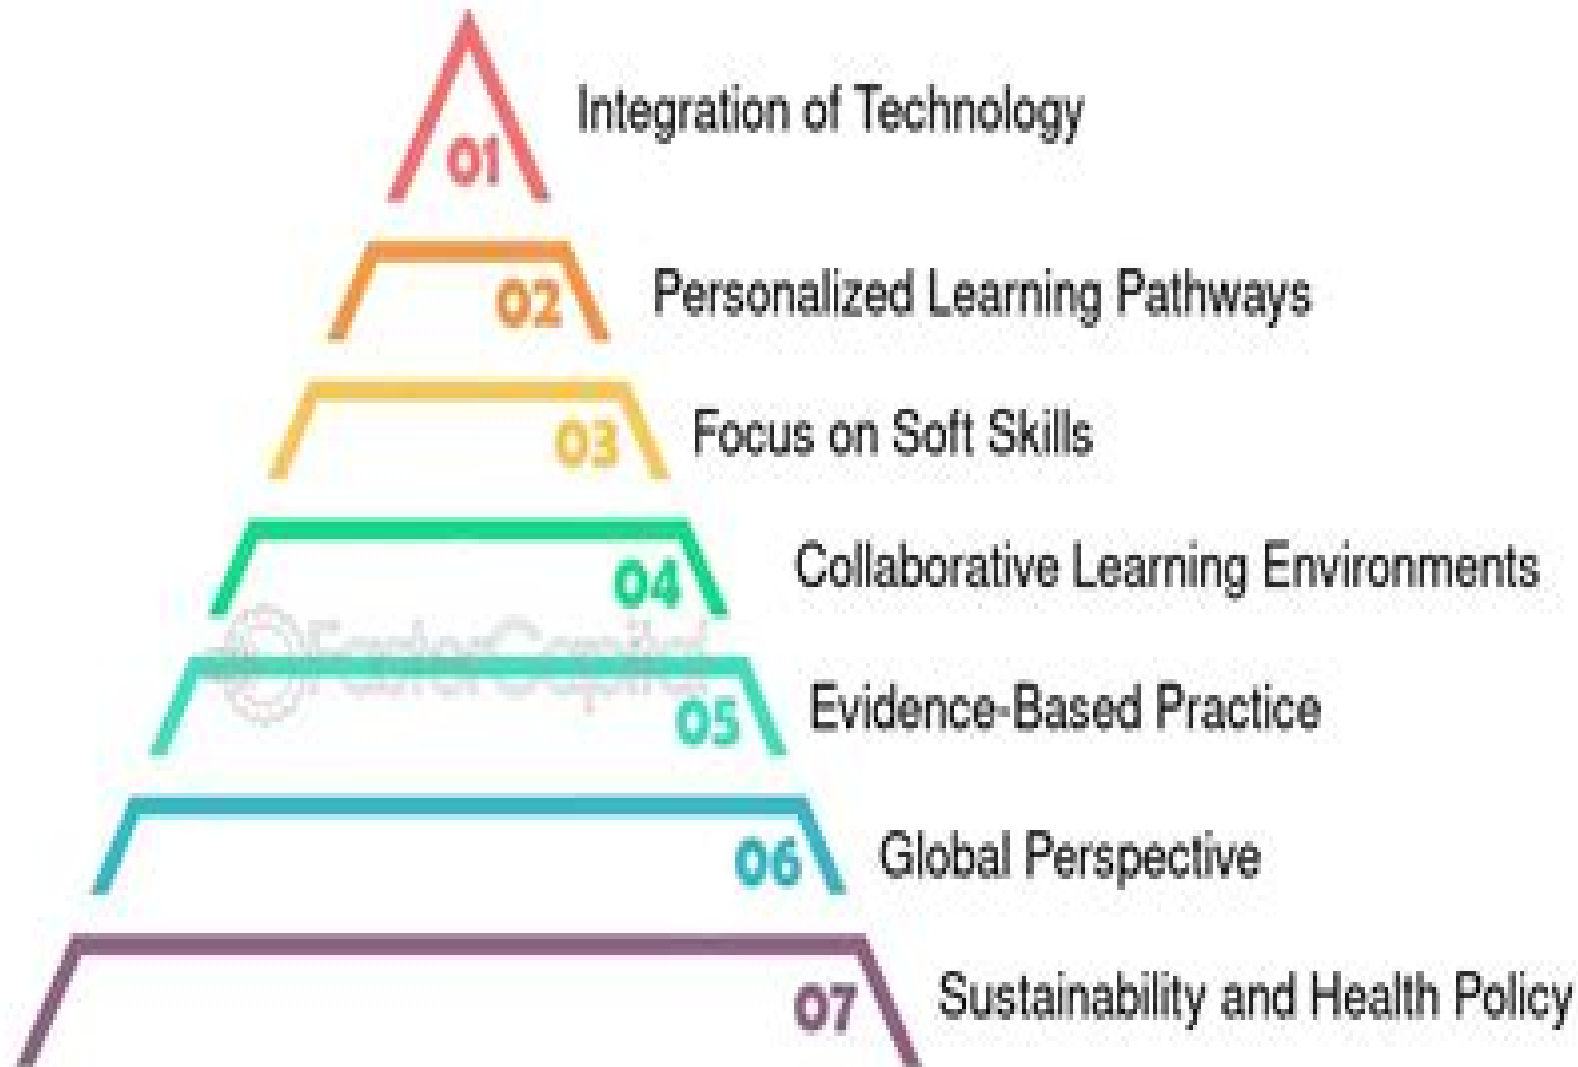 01
Integration of Technology
02
Personalized Learning Pathways
03
Focus on Soft Skills
04
Collaborative Learning Environments
FasterCapital
05
Evidence-Based Practice
06
Global Perspective
07
Sustainability and Health Policy